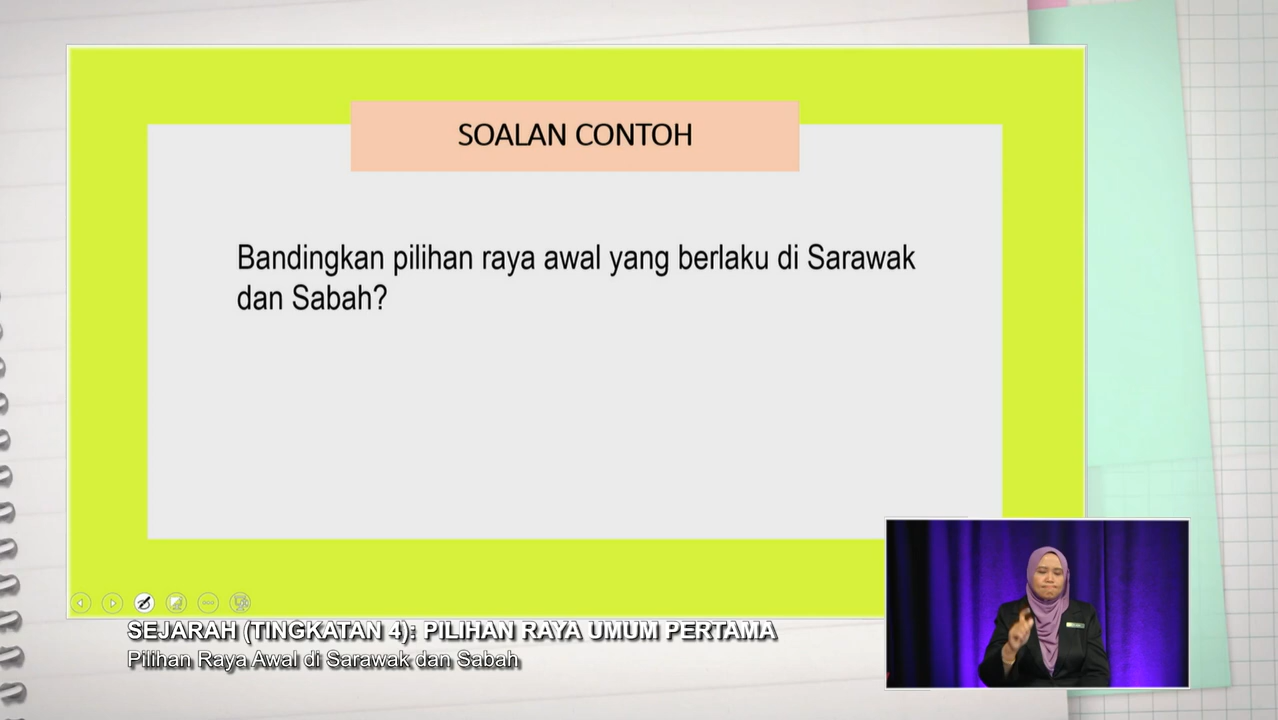 SOALAN CONTOH
Bandingkan pilihan raya awal yang berlaku di Sarawak
dan Sabah?
SEJARAH (TINGKATAN 4): PILIHAN RAYA UMUM PERTAMA
Pilihan Raya Awal di Sarawak dan Sabah